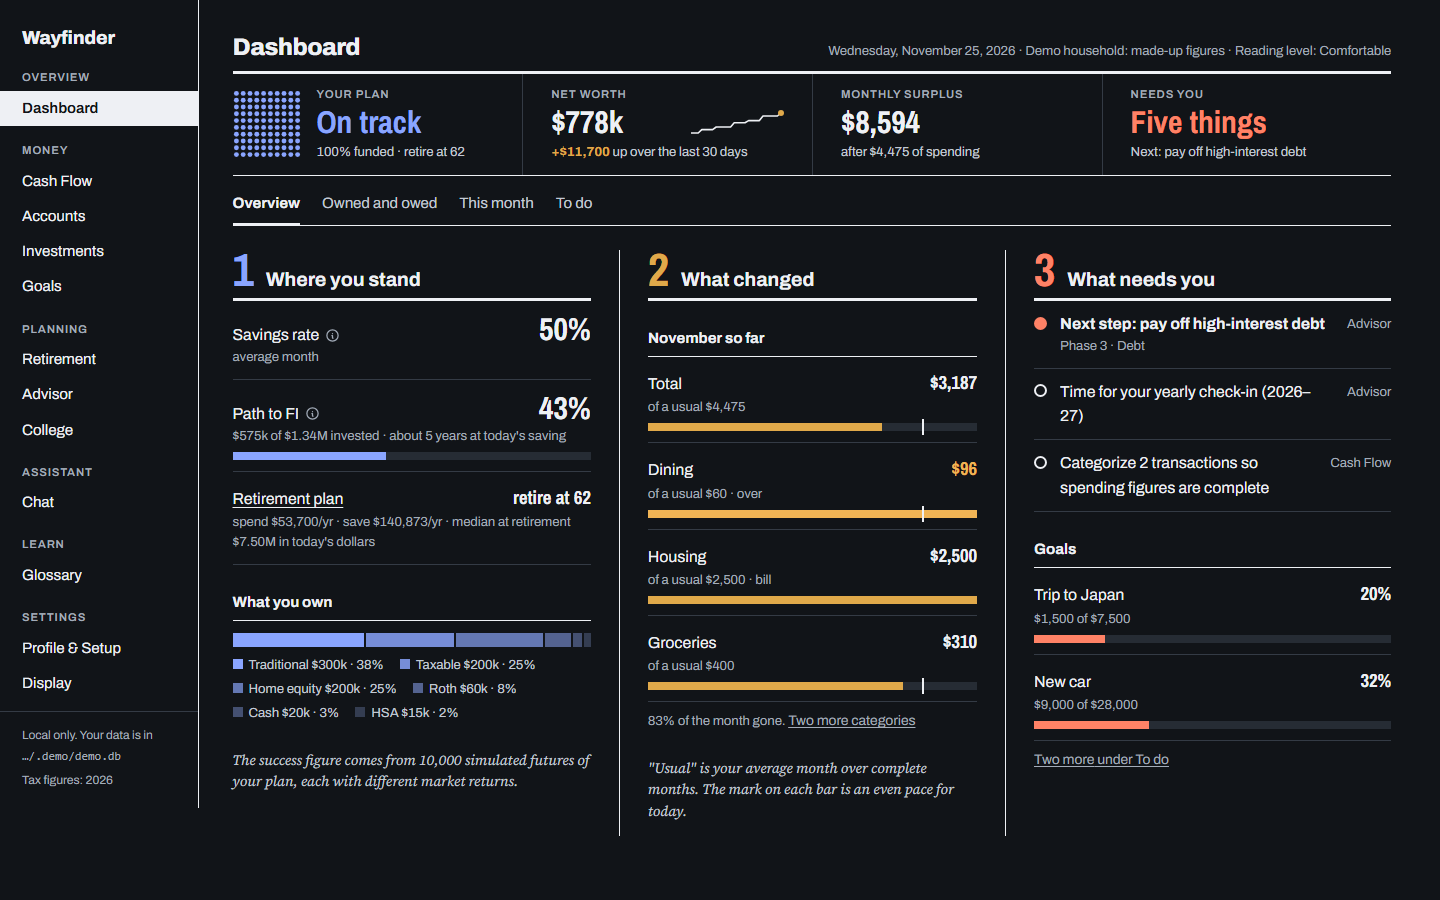 Wayfinder
OVERVIEW
Dashboard
MONEY
Cash Flow
Accounts
Investments
Goals
PLANNING
Retirement
Advisor
College
ASSISTANT
Chat
LEARN
Glossary
SETTINGS
Profile & Setup
Display
Local only. Your data is in
…/.demo/demo.db
Tax figures: 2026
Dashboard
Wednesday, November 25, 2026 · Demo household: made-up figures · Reading level: Comfortable
YOUR PLAN
On track
100% funded · retire at 62
NET WORTH
$778k
+$11,700 up over the last 30 days
MONTHLY SURPLUS
$8,594
after $4,475 of spending
NEEDS YOU
Five things
Next: pay off high-interest debt
Overview Owned and owed This month To do
1 Where you stand
Savings rate 50%
average month
Path to FI 43%
$575k of $1.34M invested · about 5 years at today's saving
Retirement plan retire at 62
spend $53,700/yr · save $140,873/yr · median at retirement
$7.50M in today's dollars
What you own
Traditional $300k · 38% Taxable $200k · 25%
Home equity $200k · 25% Roth $60k · 8%
Cash $20k · 3% HSA $15k · 2%
The success figure comes from 10,000 simulated futures of
your plan, each with different market returns.
2 What changed
November so far
Total $3,187
of a usual $4,475
Dining $96
of a usual $60 · over
Housing $2,500
of a usual $2,500 · bill
Groceries $310
of a usual $400
83% of the month gone. Two more categories
"Usual" is your average month over complete
months. The mark on each bar is an even pace for
today.
3 What needs you
Next step: pay off high-interest debt Advisor
Phase 3 · Debt
Time for your yearly check-in (2026– Advisor
27)
Categorize 2 transactions so Cash Flow
spending figures are complete
Goals
Trip to Japan 20%
$1,500 of $7,500
New car 32%
$9,000 of $28,000
Two more under To do